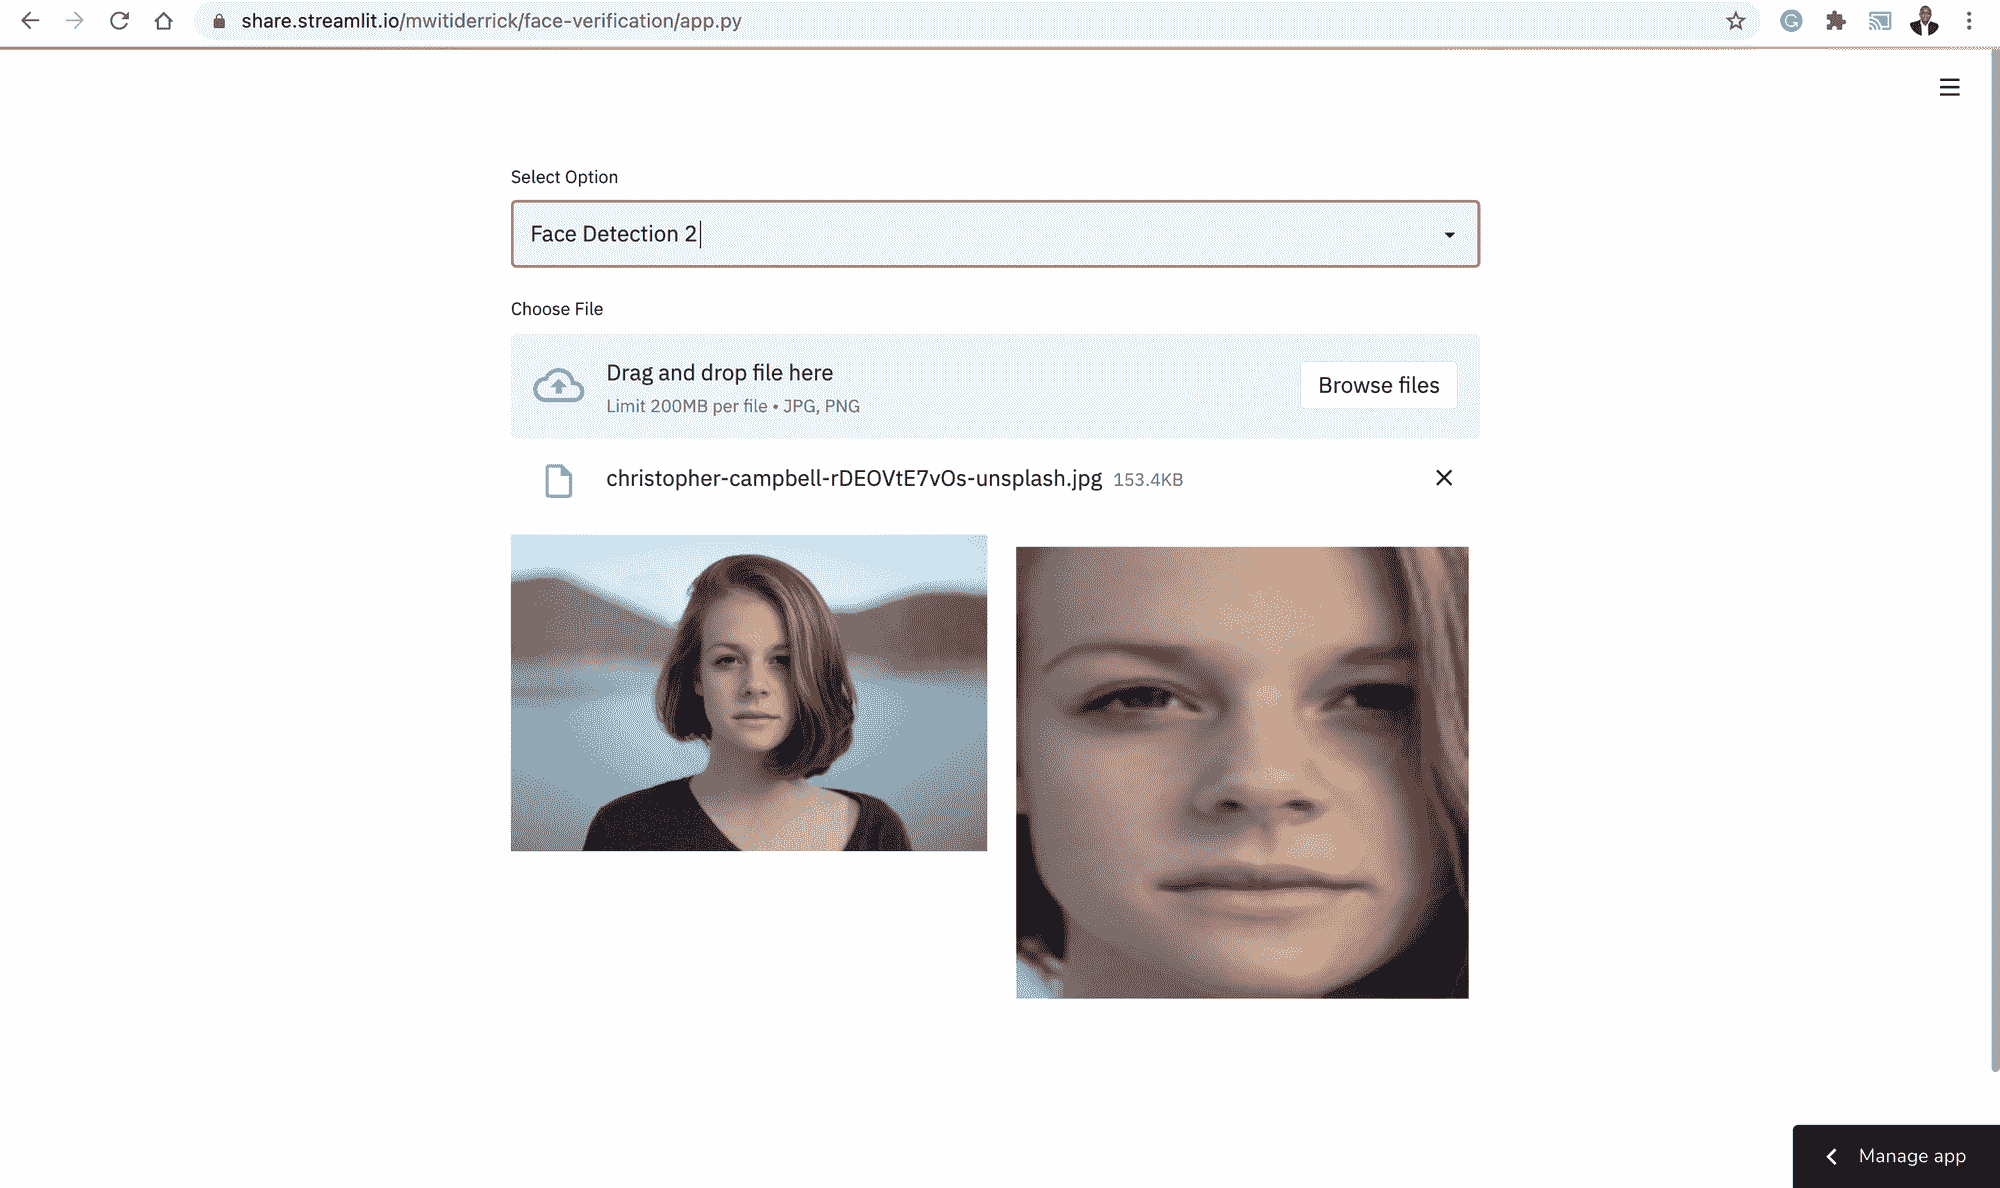 share.streamlit.io/mwitiderrick/face-verification/app.py
Select Option
Face Detection 2
Choose File
Drag and drop file here
Limit 200MB per file • JPG, PNG
Browse files
christopher-campbell-rDEOVtE7vOs-unsplash.jpg 153.4KB
Manage app